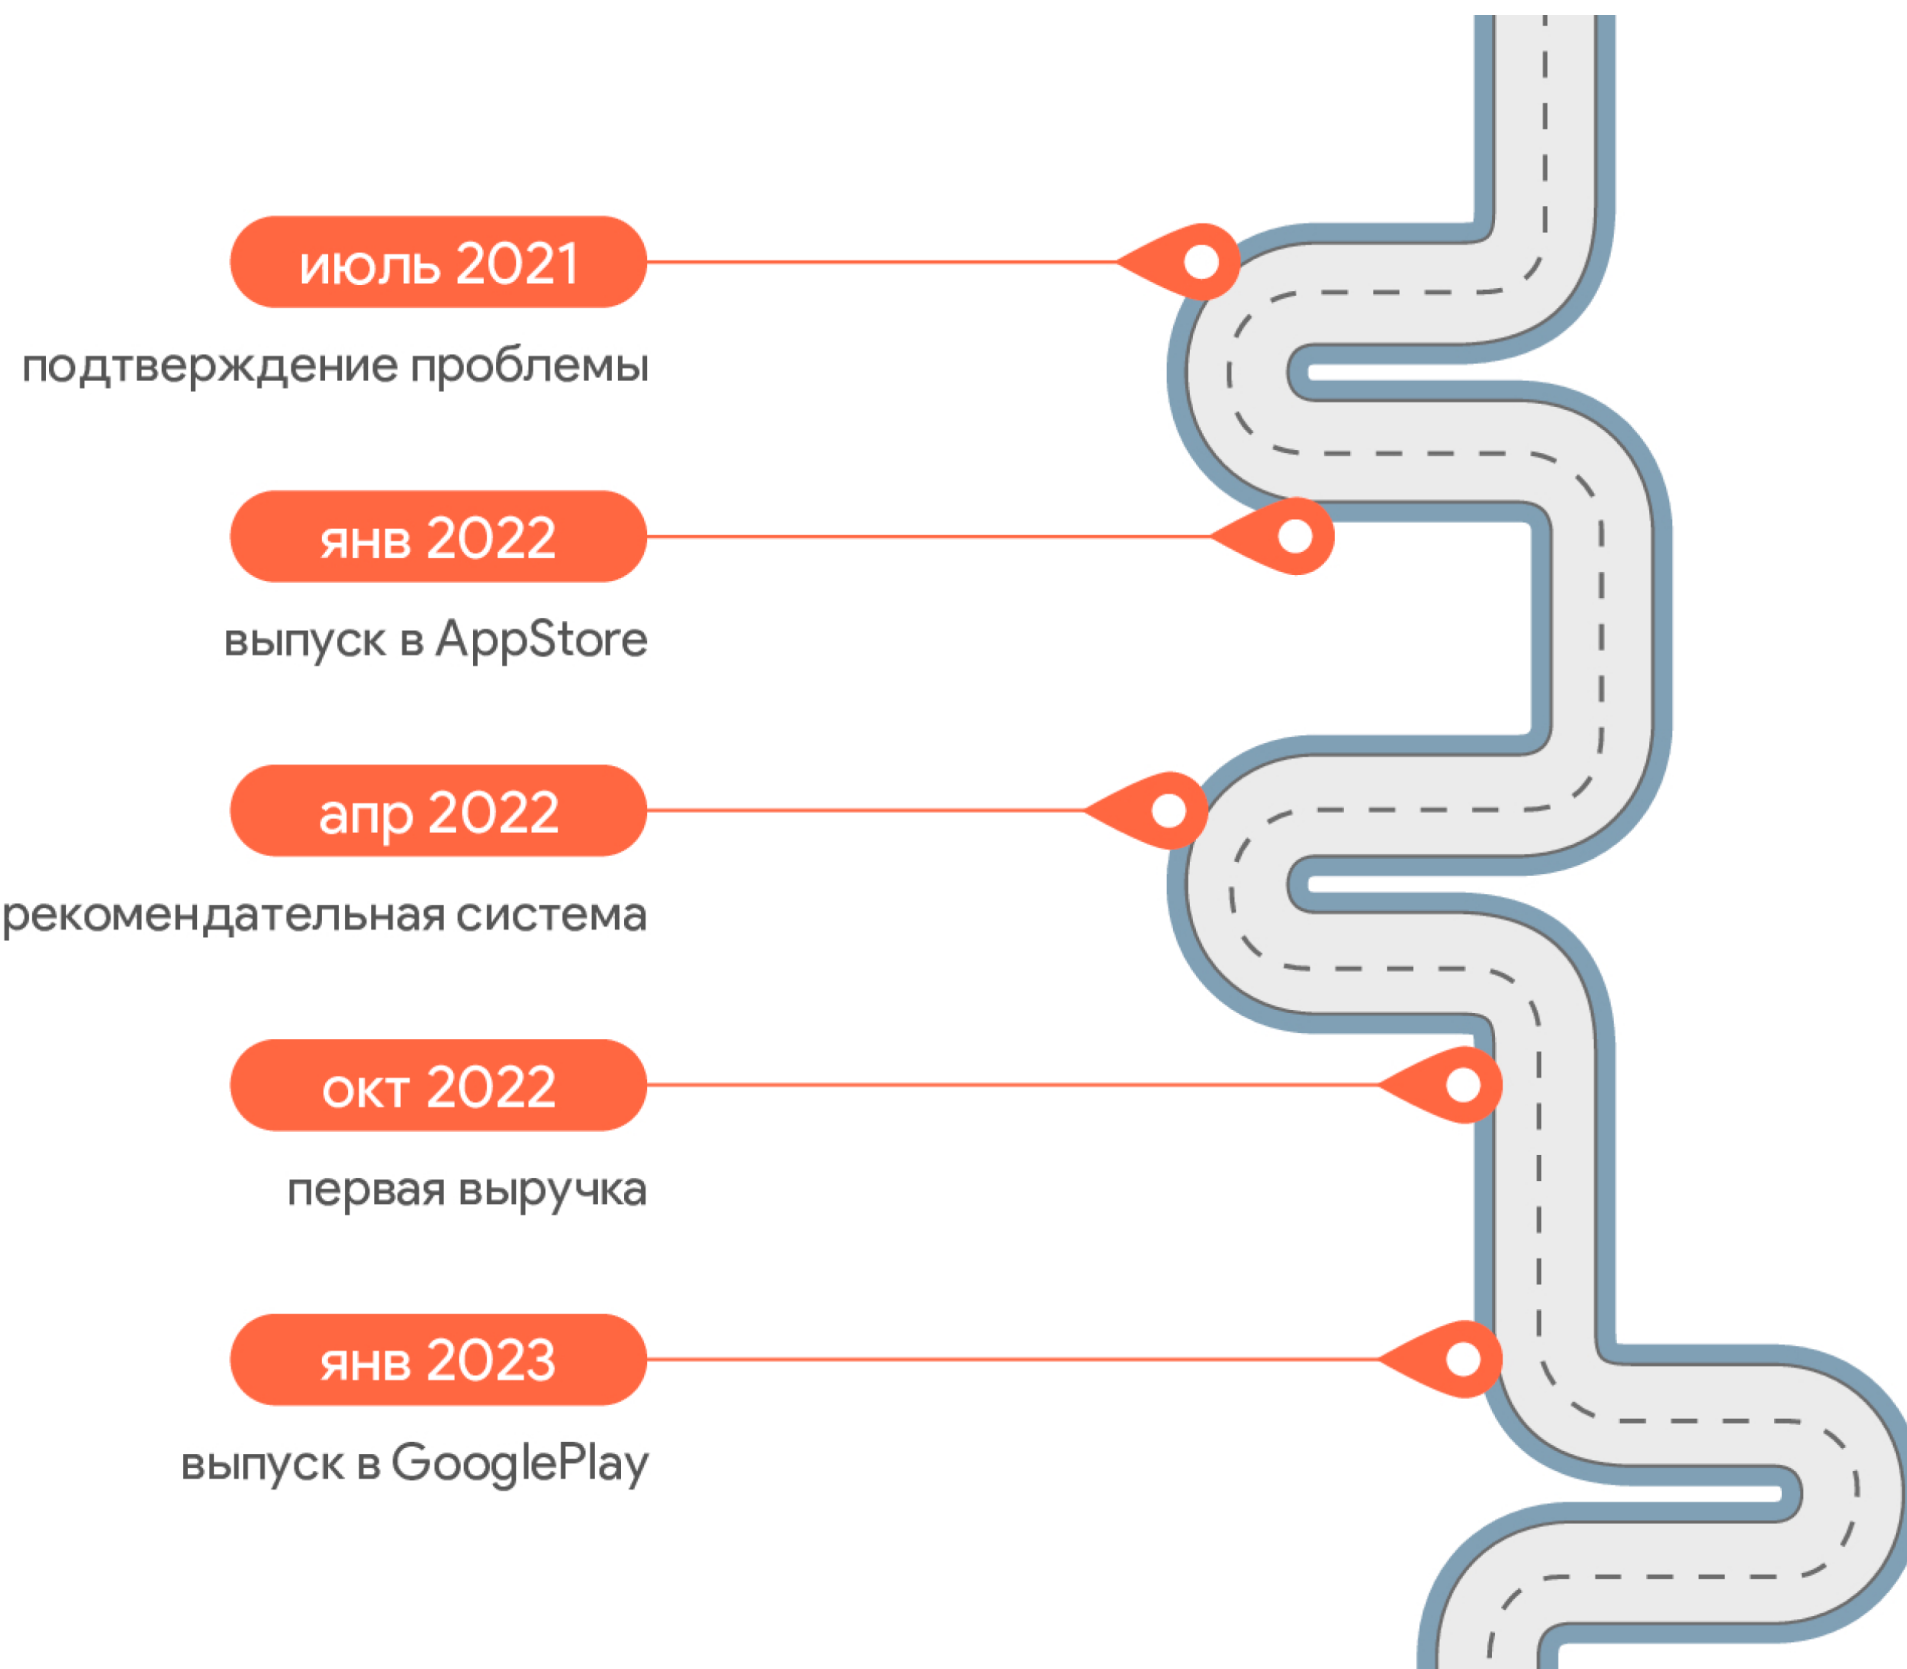 июль 2021
подтверждение проблемы
янв 2022
выпуск в AppStore
апр 2022
рекомендательная система
окт 2022
первая выручка
янв 2023
выпуск в GooglePlay